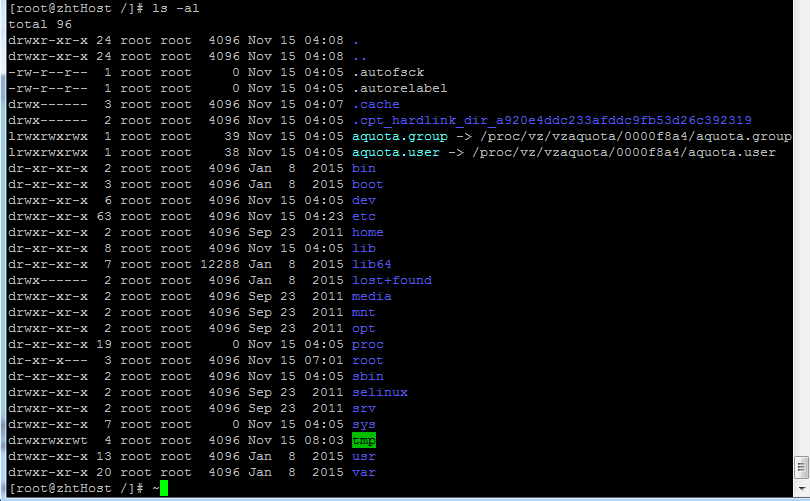 [root@zhtHost /]# ls -al
total 96
drwxr-xr-x 24 root root  4096 Nov 15 04:08 .
drwxr-xr-x 24 root root  4096 Nov 15 04:08 ..
-rw-r--r--  1 root root     0 Nov 15 04:05 .autofsck
-rw-r--r--  1 root root     0 Nov 15 04:05 .autorelabel
drwx------  3 root root  4096 Nov 15 04:07 .cache
drwx------  2 root root  4096 Nov 15 04:05 .cpt_hardlink_dir_a920e4ddc233afddc9fb53d26c392319
lrwxrwxrwx  1 root root    39 Nov 15 04:05 aquota.group -> /proc/vz/vzaquota/0000f8a4/aquota.group
lrwxrwxrwx  1 root root    38 Nov 15 04:05 aquota.user -> /proc/vz/vzaquota/0000f8a4/aquota.user
dr-xr-xr-x  2 root root  4096 Jan  8  2015 bin
dr-xr-xr-x  3 root root  4096 Jan  8  2015 boot
drwxr-xr-x  6 root root  4096 Nov 15 04:05 dev
drwxr-xr-x 63 root root  4096 Nov 15 04:23 etc
drwxr-xr-x  2 root root  4096 Sep 23  2011 home
dr-xr-xr-x  8 root root  4096 Nov 15 04:05 lib
dr-xr-xr-x  7 root root 12288 Jan  8  2015 lib64
drwx------  2 root root  4096 Jan  8  2015 lost+found
drwxr-xr-x  2 root root  4096 Sep 23  2011 media
drwxr-xr-x  2 root root  4096 Sep 23  2011 mnt
drwxr-xr-x  2 root root  4096 Sep 23  2011 opt
dr-xr-xr-x 19 root root     0 Nov 15 04:05 proc
dr-xr-x---  3 root root  4096 Nov 15 07:01 root
dr-xr-xr-x  2 root root  4096 Nov 15 04:05 sbin
drwxr-xr-x  2 root root  4096 Sep 23  2011 selinux
drwxr-xr-x  2 root root  4096 Sep 23  2011 srv
drwxr-xr-x  7 root root     0 Nov 15 04:05 sys
drwxrwxrwt  4 root root  4096 Nov 15 08:03 tmp
drwxr-xr-x 13 root root  4096 Jan  8  2015 usr
drwxr-xr-x 20 root root  4096 Jan  8  2015 var
[root@zhtHost /]# ~